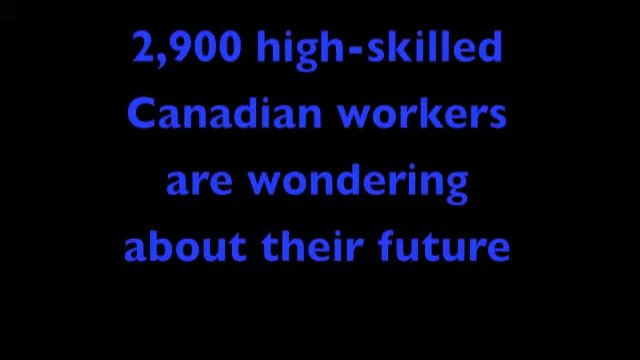 2,900 high-skilled
Canadian workers
are wondering
about their future